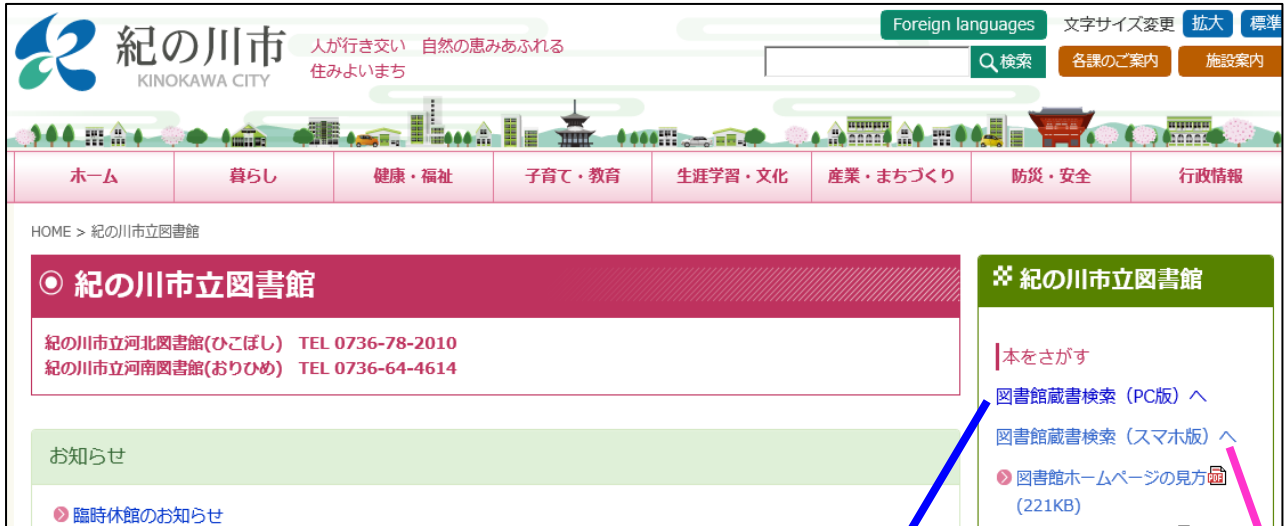 紀の川市
KINOKAWA CITY
人が行き交い 自然の恵みあふれる
住みよいまち
Foreign languages 文字サイズ変更 拡大 標準
検索 各課のご案内 施設案内
ホーム 暮らし 健康・福祉 子育て・教育 生涯学習・文化 産業・まちづくり 防災・安全 行政情報
HOME > 紀の川市立図書館
紀の川市立図書館
紀の川市立河北図書館(ひこぼし) TEL 0736-78-2010
紀の川市立河南図書館(おりひめ) TEL 0736-64-4614
お知らせ
臨時休館のお知らせ
紀の川市立図書館
本をさがす
図書館蔵書検索（PC版）へ
図書館蔵書検索（スマホ版）へ
図書館ホームページの見方
(221KB)